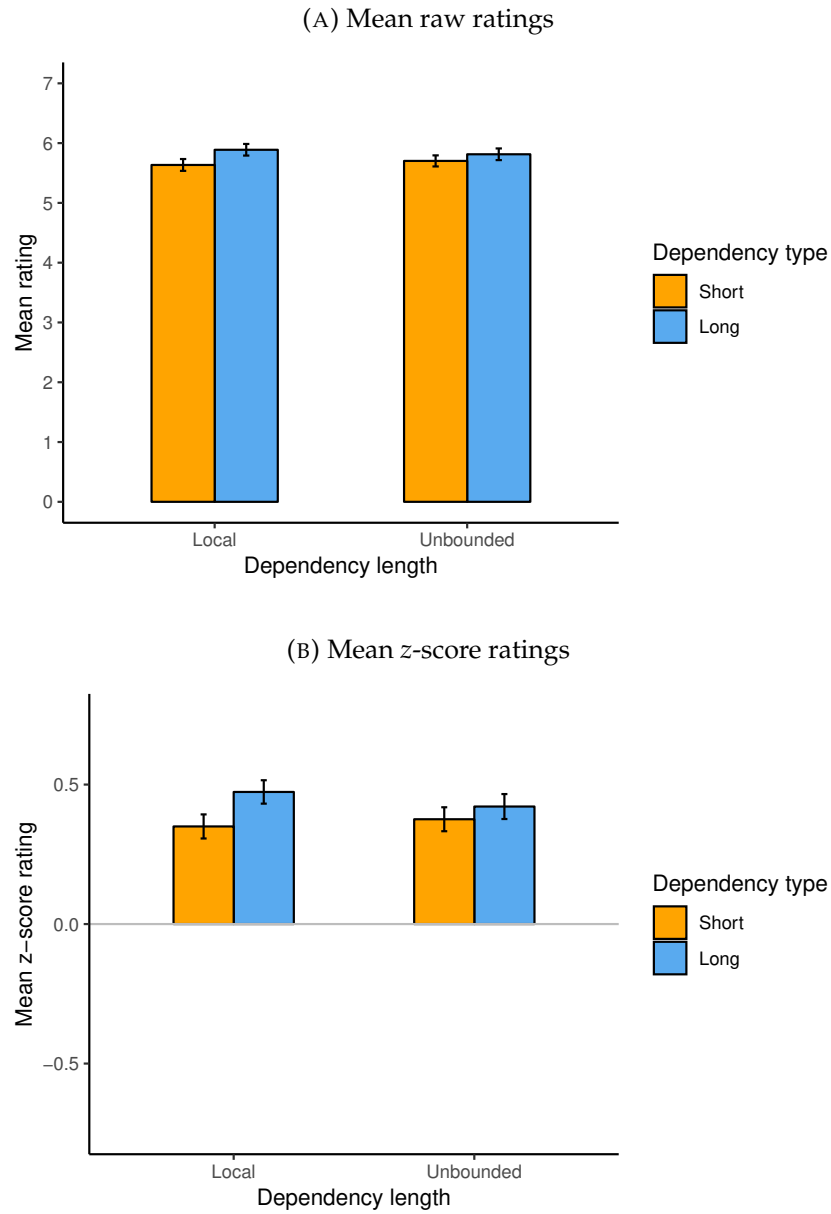 (A) Mean raw ratings
7
6
5
4
3
2
1
0
Mean rating
Local
Unbounded
Dependency length
Dependency type
Short
Long
(B) Mean z-score ratings
0.5
0.0
−0.5
Mean z−score rating
Local
Unbounded
Dependency length
Dependency type
Short
Long